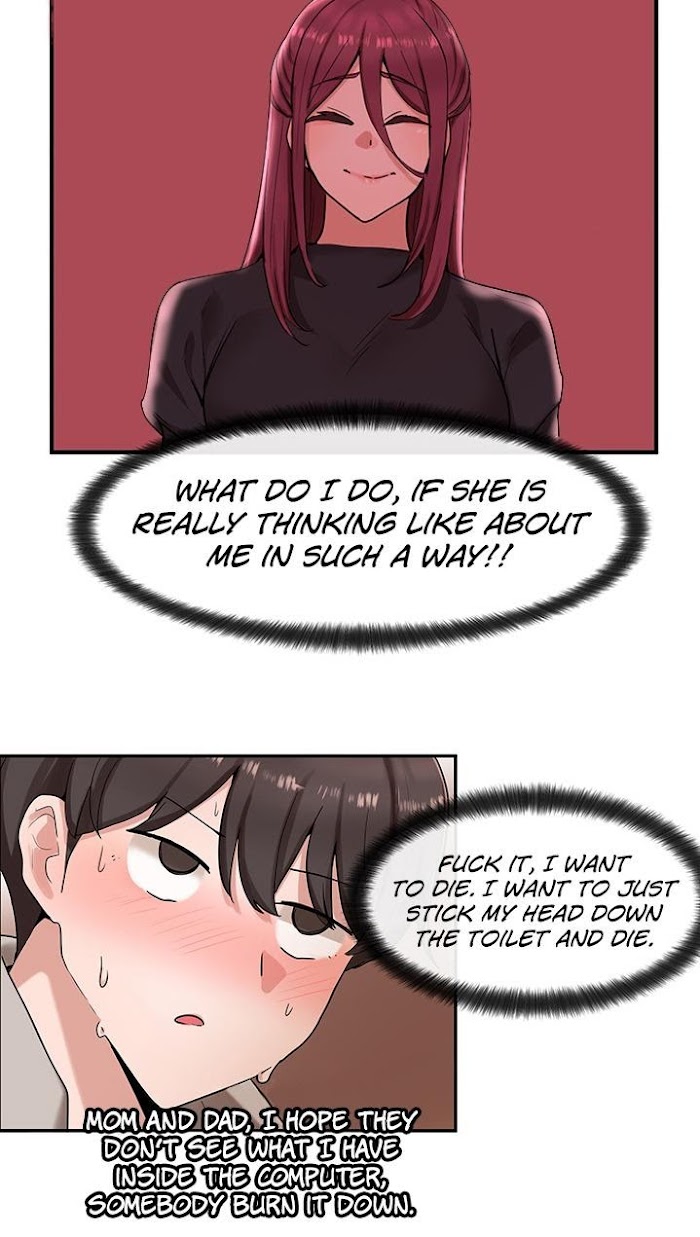 WHAT DO I DO, IF SHE IS
REALLY THINKING LIKE ABOUT
ME IN SUCH A WAY!!
FUCK IT, I WANT
TO DIE. I WANT TO JUST
STICK MY HEAD DOWN
THE TOILET AND DIE.
MOM AND DAD, I HOPE THEY
DON'T SEE WHAT I HAVE
INSIDE THE COMPUTER,
SOMEBODY BURN IT DOWN.